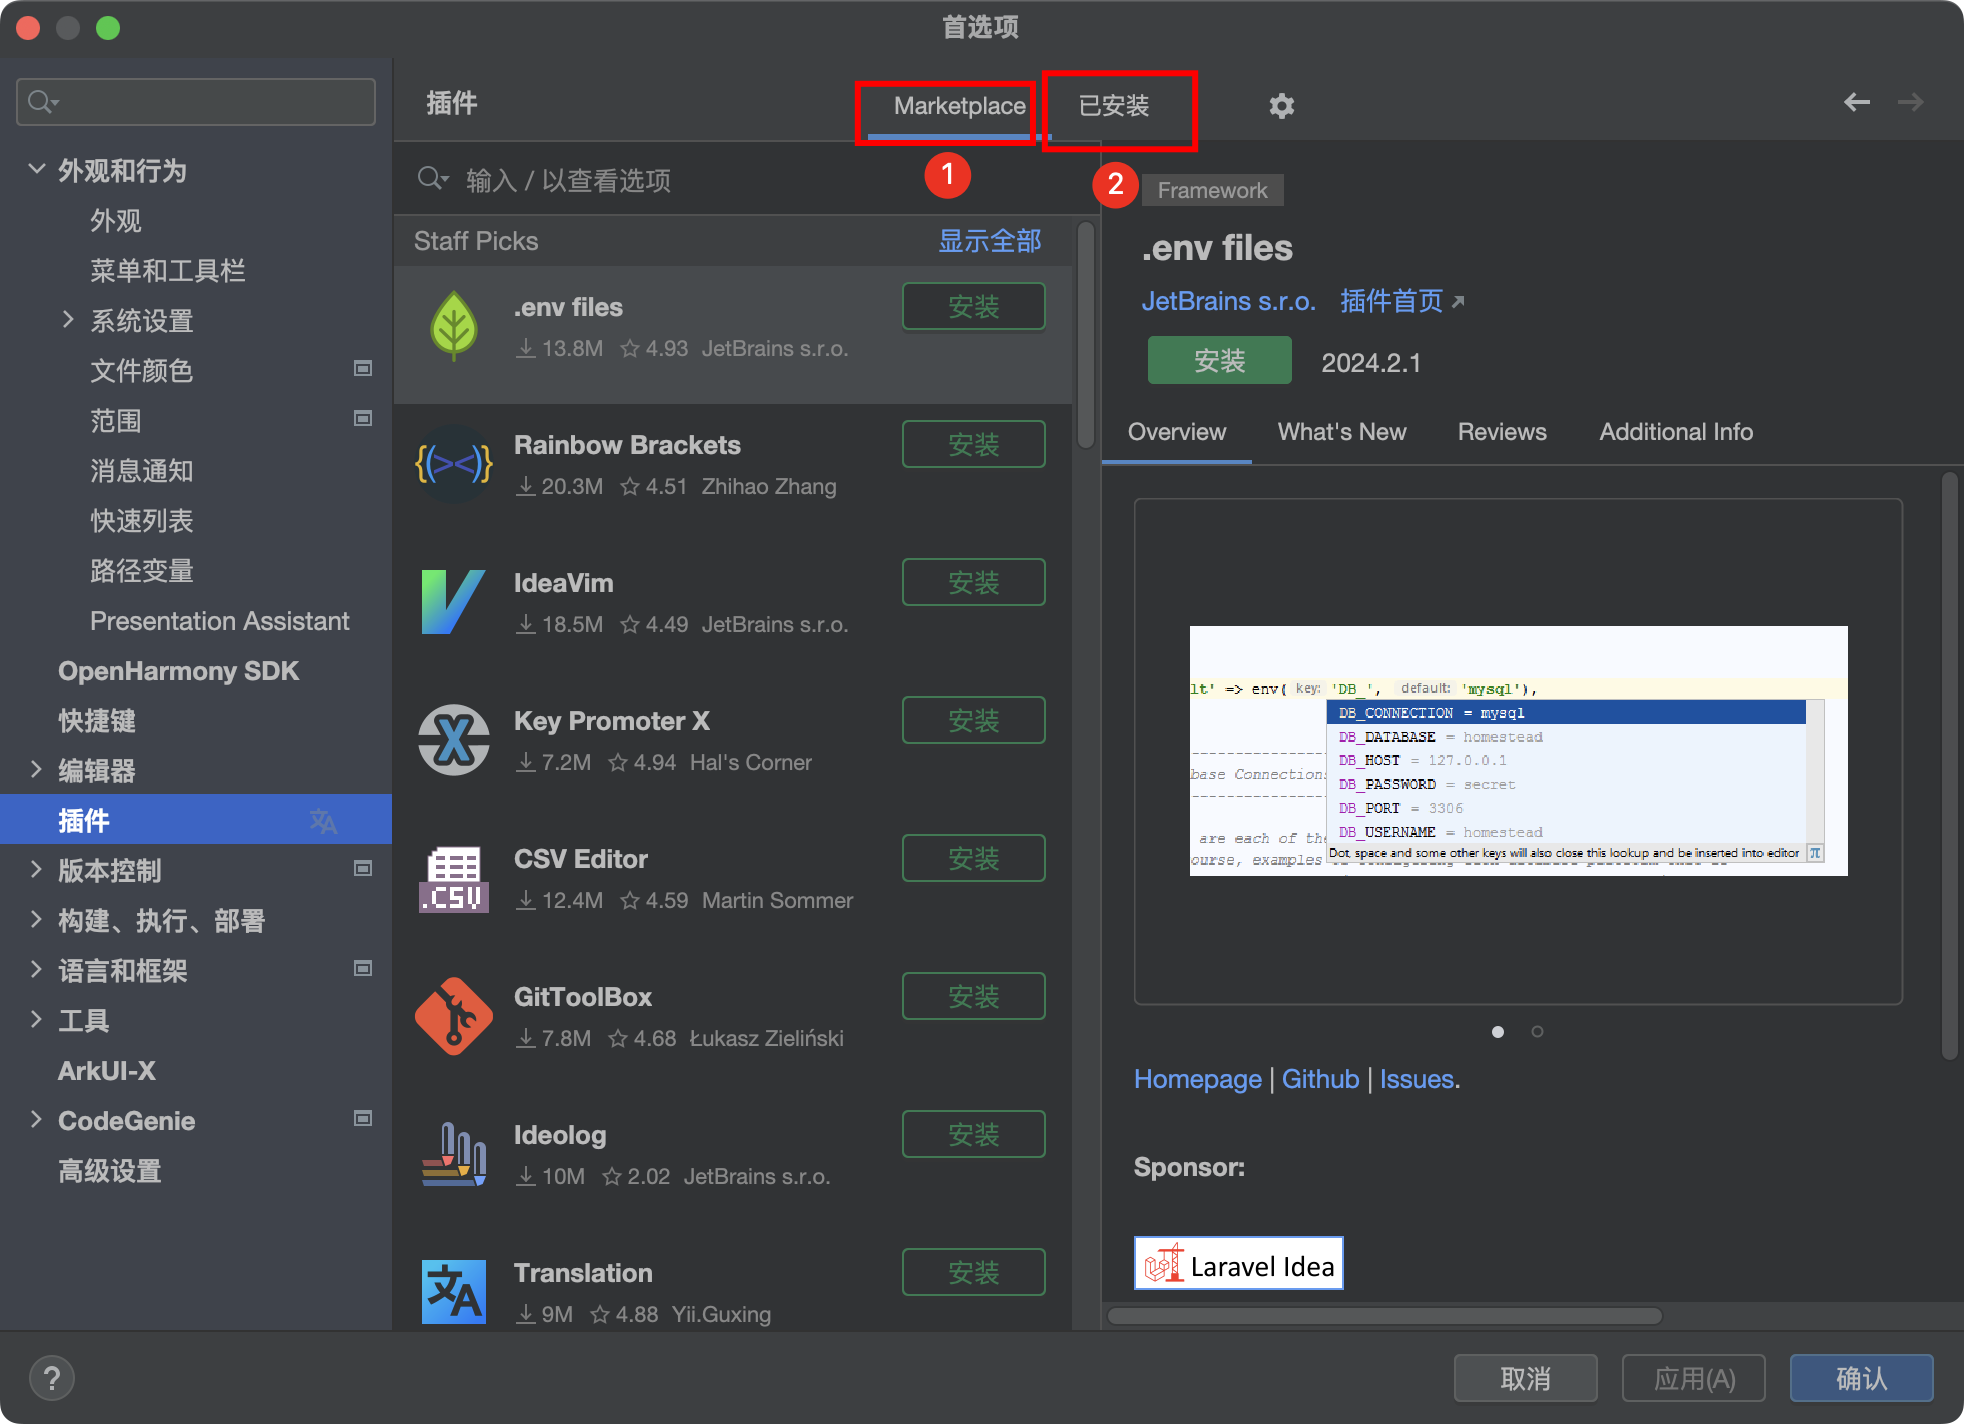 首选项
插件
Marketplace
已安装
1
2
外观和行为
外观
菜单和工具栏
系统设置
文件颜色
范围
消息通知
快速列表
路径变量
Presentation Assistant
OpenHarmony SDK
快捷键
编辑器
插件
版本控制
构建、执行、部署
语言和框架
工具
ArkUI-X
CodeGenie
高级设置
输入 / 以查看选项
Staff Picks 显示全部
.env files 安装
13.8M 4.93 JetBrains s.r.o.
Rainbow Brackets 安装
20.3M 4.51 Zhihao Zhang
IdeaVim 安装
18.5M 4.49 JetBrains s.r.o.
Key Promoter X 安装
7.2M 4.94 Hal's Corner
CSV Editor 安装
.CSV
12.4M 4.59 Martin Sommer
GitToolBox 安装
7.8M 4.68 Łukasz Zieliński
Ideolog 安装
10M 2.02 JetBrains s.r.o.
Translation 安装
9M 4.88 Yii.Guxing
Framework
.env files
JetBrains s.r.o. 插件首页
安装 2024.2.1
Overview What's New Reviews Additional Info
lt' => env( key: 'DB_', default: 'mysql'),
DB_CONNECTION = mysql
DB_DATABASE = homestead
DB_HOST = 127.0.0.1
base Connections
DB_PASSWORD = secret
DB_PORT = 3306
are each of the
DB_USERNAME = homestead
Dot, space and some other keys will also close this lookup and be inserted into editor π
ourse, examples
Homepage | Github | Issues.
Sponsor:
Laravel Idea
?
取消 应用(A) 确认